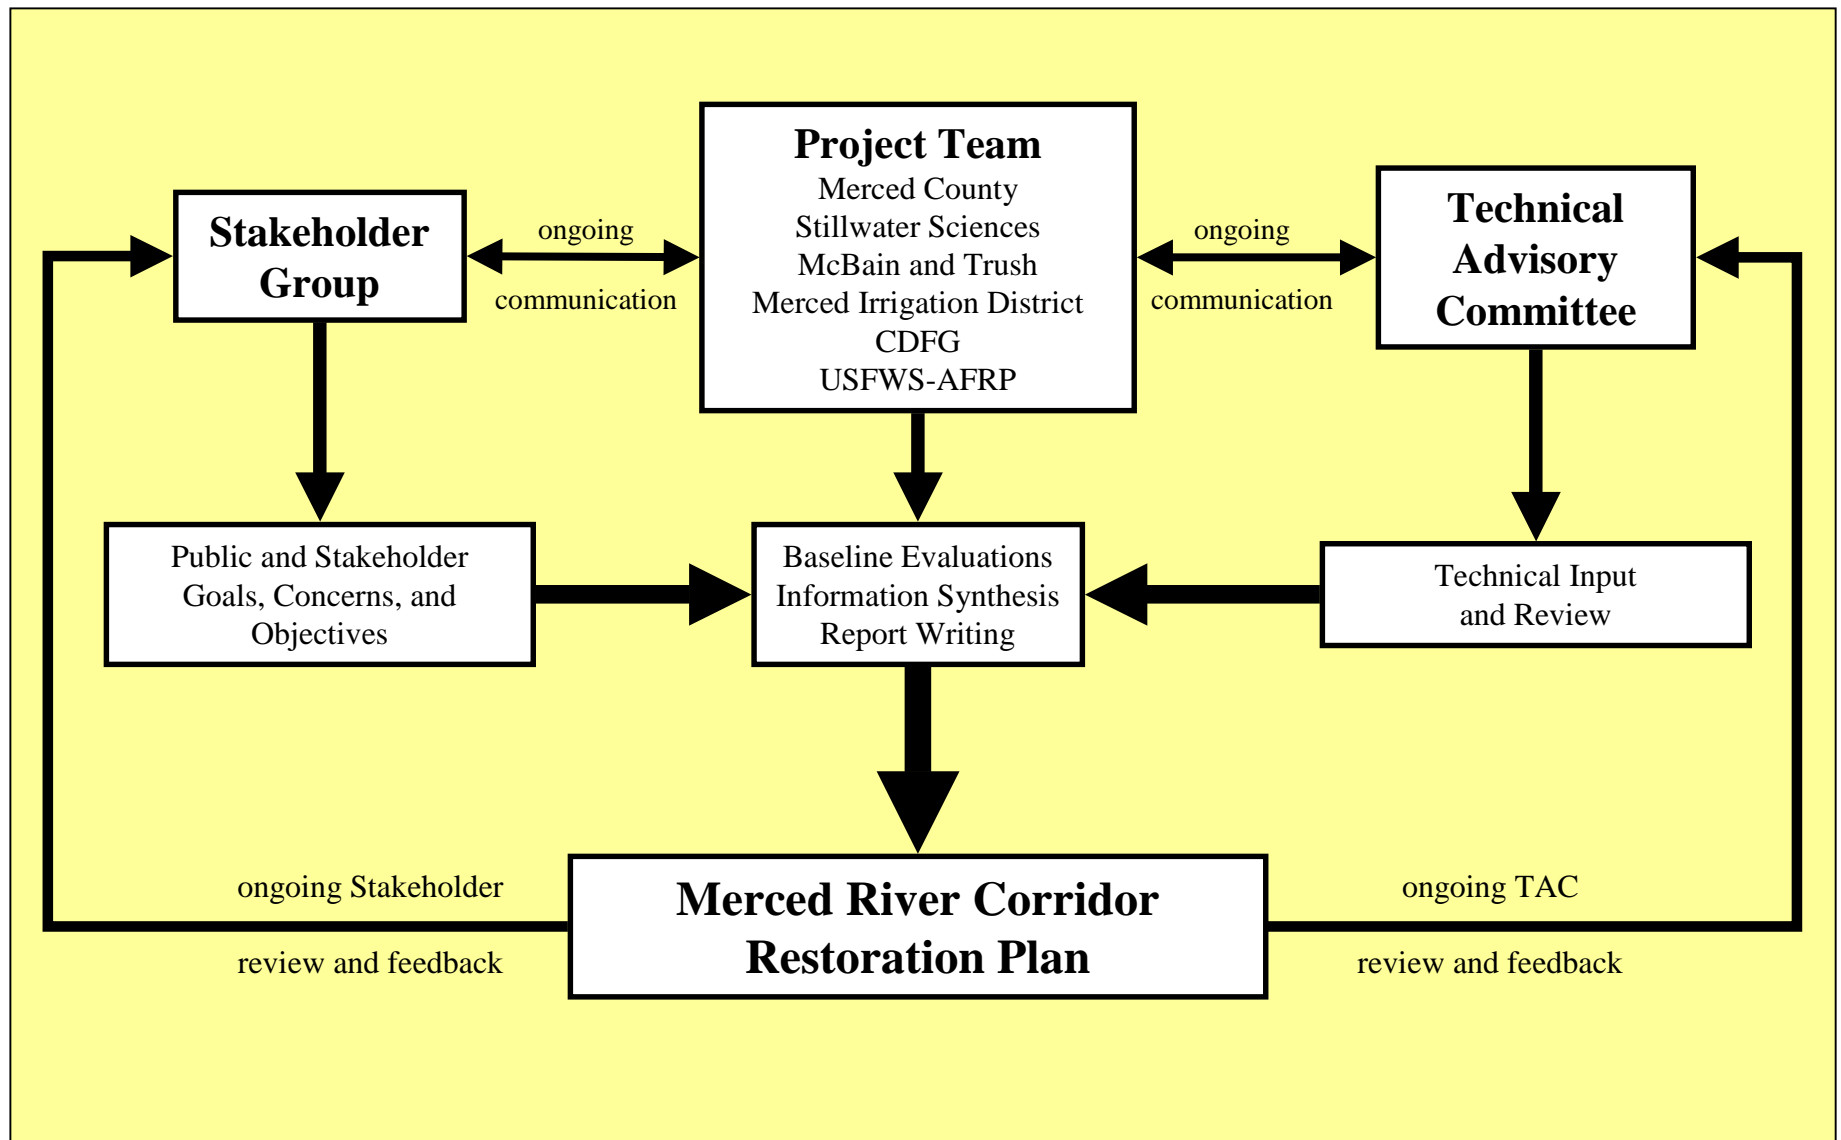 Project Team
Merced County
Stillwater Sciences
McBain and Trush
Merced Irrigation District
CDFG
USFWS-AFRP
Stakeholder
Group
ongoing
communication
ongoing
communication
Technical
Advisory
Committee
Public and Stakeholder
Goals, Concerns, and
Objectives
Baseline Evaluations
Information Synthesis
Report Writing
Technical Input
and Review
ongoing Stakeholder
review and feedback
Merced River Corridor
Restoration Plan
ongoing TAC
review and feedback